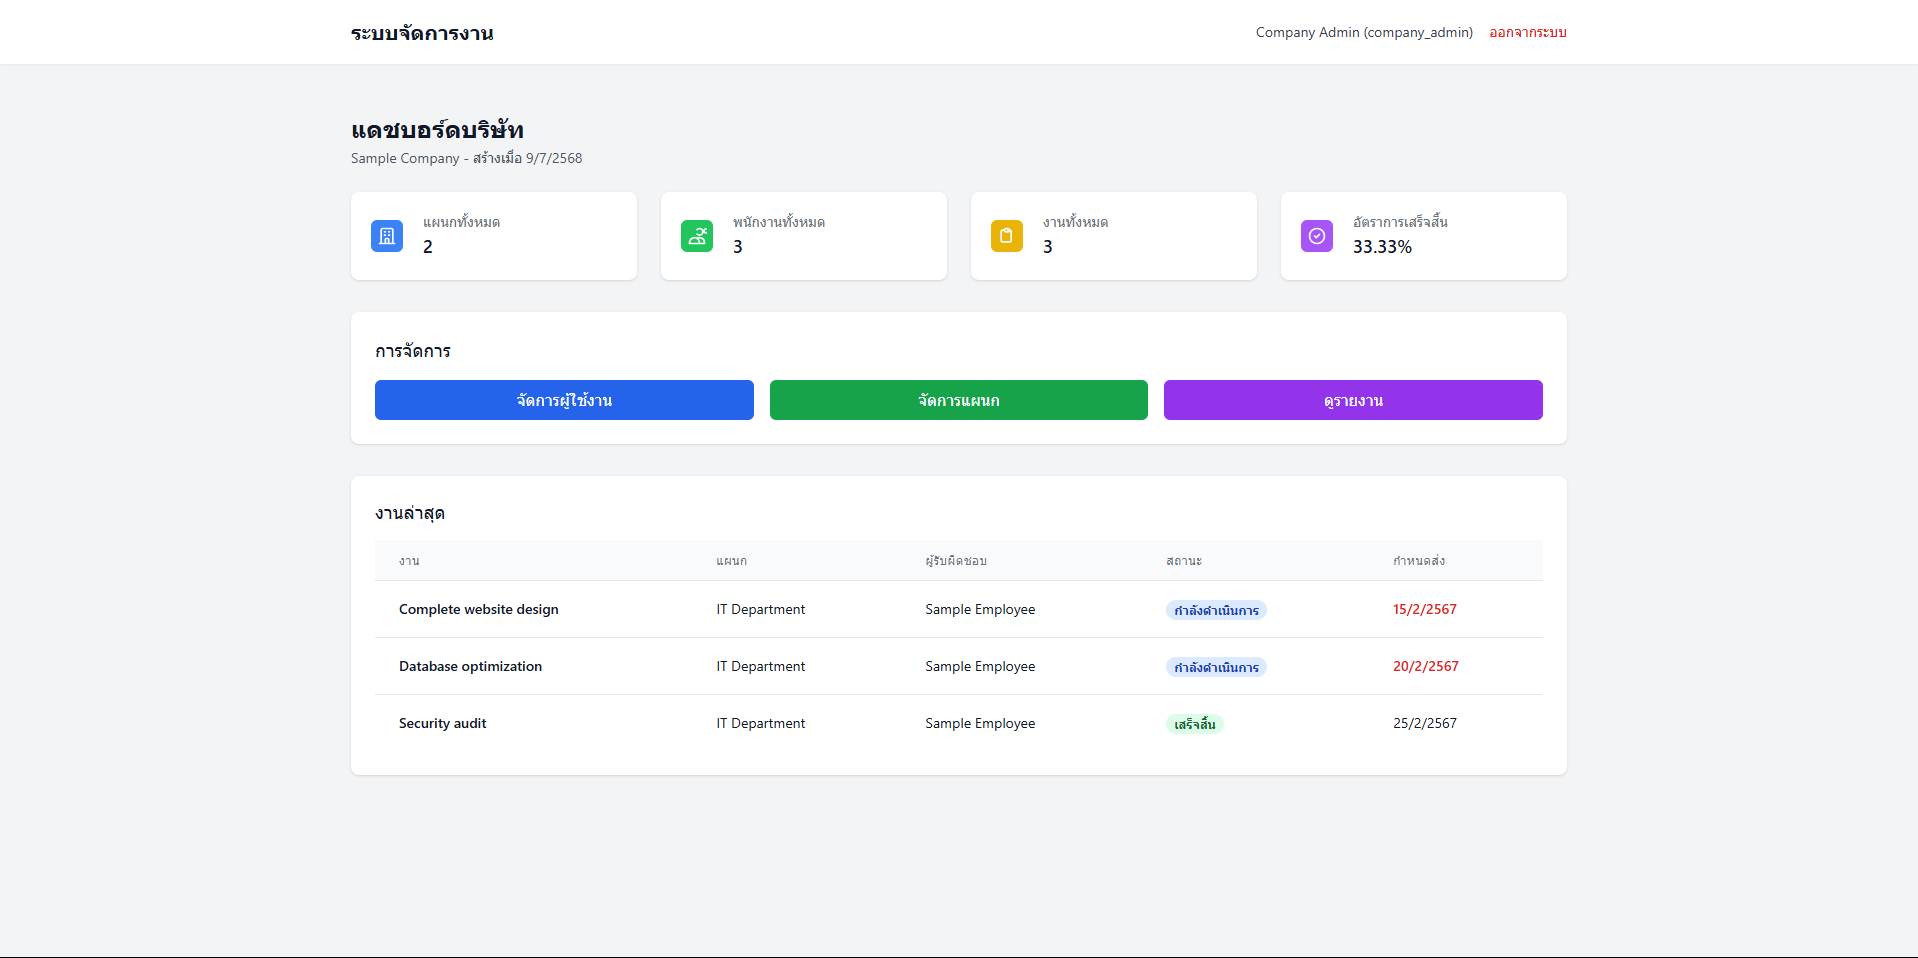 ระบบจัดการงาน
Company Admin (company_admin) ออกจากระบบ
แดชบอร์ดบริษัท
Sample Company - สร้างเมื่อ 9/7/2568
แผนกทั้งหมด
2
พนักงานทั้งหมด
3
งานทั้งหมด
3
อัตราการเสร็จสิ้น
33.33%
การจัดการ
จัดการผู้ใช้งาน
จัดการแผนก
ดูรายงาน
งานล่าสุด
งาน แผนก ผู้รับผิดชอบ สถานะ กำหนดส่ง
Complete website design IT Department Sample Employee กำลังดำเนินการ 15/2/2567
Database optimization IT Department Sample Employee กำลังดำเนินการ 20/2/2567
Security audit IT Department Sample Employee เสร็จสิ้น 25/2/2567